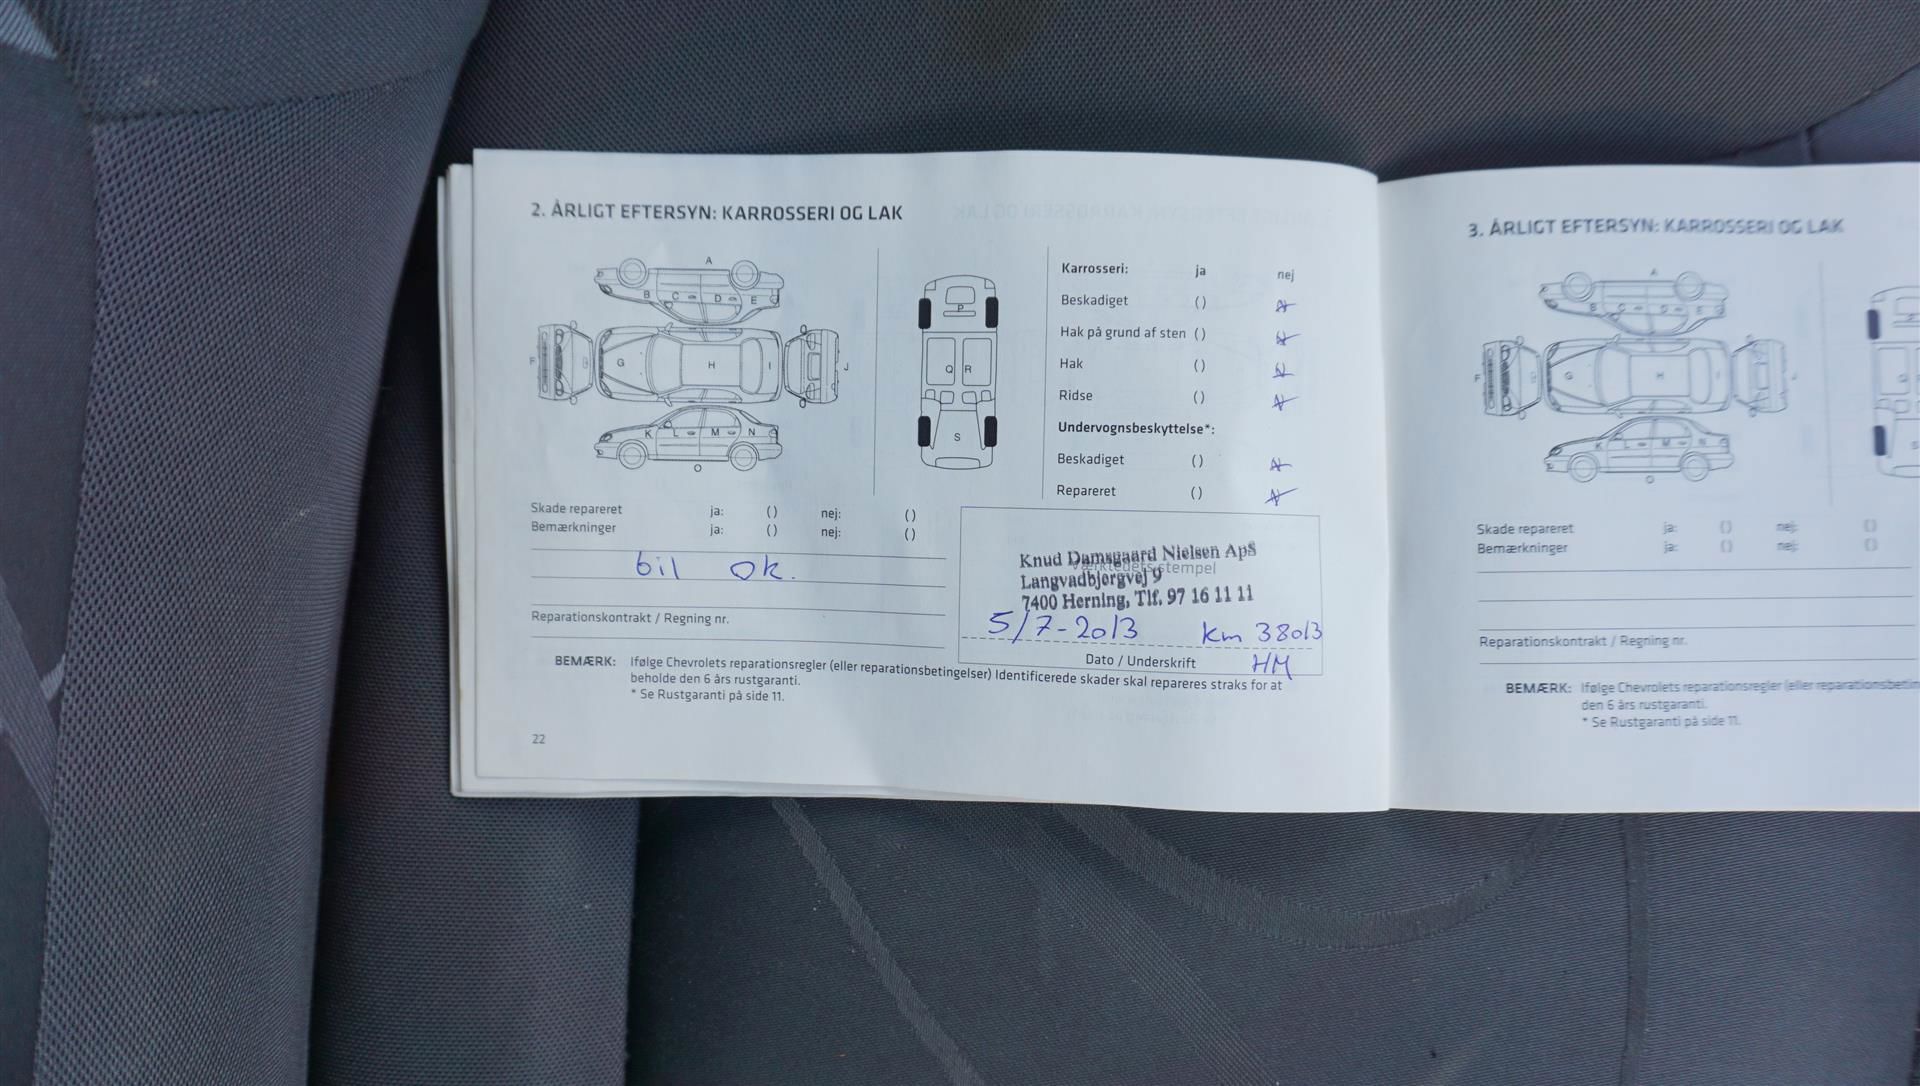 2. ÅRLIGT EFTERSYN: KARROSSERI OG LAK
A
B C D E
F G H I J
K L M N
O
P
Q R
S
Karrosseri: ja nej
Beskadiget ( )
Hak på grund af sten ( )
Hak ( )
Ridse ( )
Undervognsbeskyttelse*:
Beskadiget ( )
Repareret ( )
Skade repareret ja: ( ) nej: ( )
Bemærkninger ja: ( ) nej: ( )
bil ok.
Reparationskontrakt / Regning nr.
Knud Damsgaard Nielsen ApS
Værkstedets stempel
Langvadbjergvej 9
7400 Herning, Tlf. 97 16 11 11
5/7-2013 km 38013
Dato / Underskrift HM
BEMÆRK: Ifølge Chevrolets reparationsregler (eller reparationsbetingelser) Identificerede skader skal repareres straks for at
beholde den 6 års rustgaranti.
* Se Rustgaranti på side 11.
22
3. ÅRLIGT EFTERSYN: KARROSSERI OG LAK
A
B C D E
F G H
K L M N
O
Skade repareret ja: ( ) nej: ( )
Bemærkninger ja: ( ) nej: ( )
Reparationskontrakt / Regning nr.
BEMÆRK: Ifølge Chevrolets reparationsregler (eller
den 6 års rustgaranti.
* Se Rustgaranti på side 11.